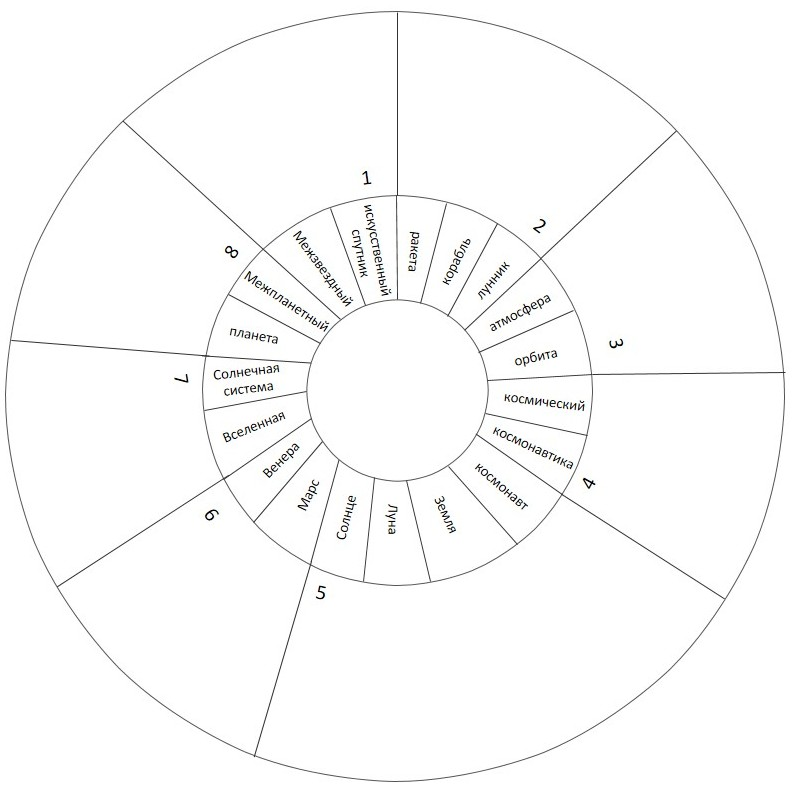 1
2
3
4
5
6
7
8
ракета
корабль
лунник
атмосфера
орбита
космический
космонавтика
космонавт
Земля
Луна
Солнце
Марс
Венера
Вселенная
Солнечная
система
планета
Межпланетный
Межзвездный
искусственный
спутник